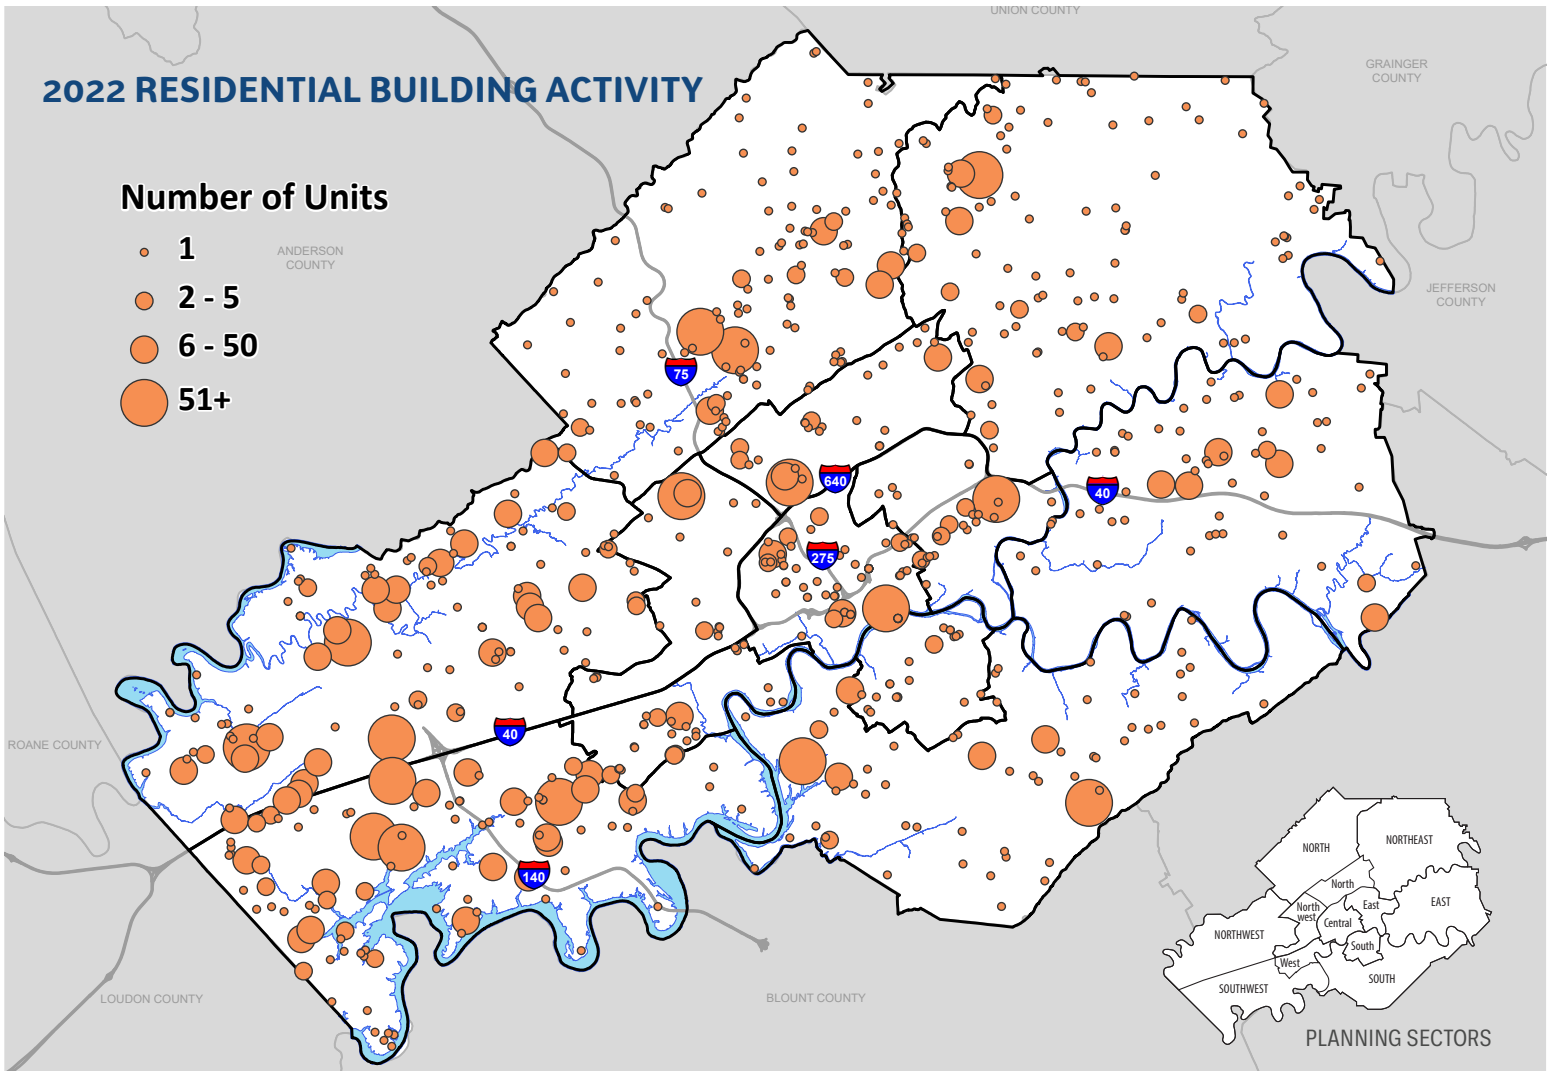 UNION COUNTY
GRAINGER
COUNTY
2022 RESIDENTIAL BUILDING ACTIVITY
Number of Units
1
2 - 5
6 - 50
51+
ANDERSON
COUNTY
JEFFERSON
COUNTY
75
640
40
275
40
ROANE COUNTY
140
LOUDON COUNTY
BLOUNT COUNTY
NORTH
NORTHEAST
North
North
west
East
EAST
Central
NORTHWEST
South
West
SOUTH
SOUTHWEST
PLANNING SECTORS